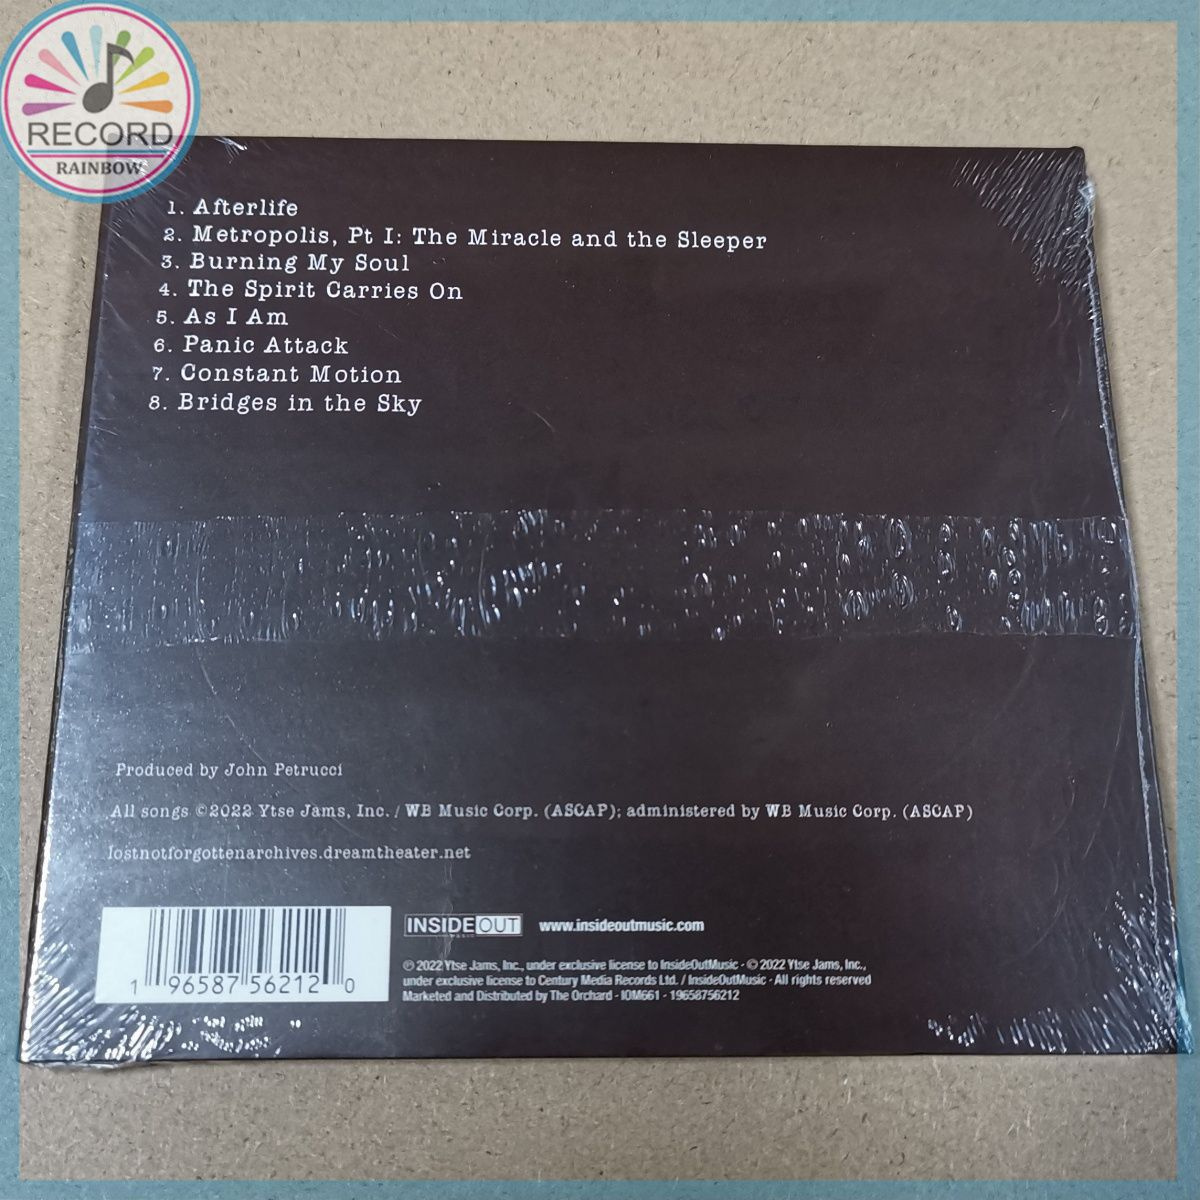 RECORD
RAINBOW
1. Afterlife
2. Metropolis, Pt I: The Miracle and the Sleeper
3. Burning My Soul
4. The Spirit Carries On
5. As I Am
6. Panic Attack
7. Constant Motion
8. Bridges in the Sky
Produced by John Petrucci
All songs ©2022 Ytse Jams, Inc. / WB Music Corp. (ASCAP); administered by WB Music Corp. (ASCAP)
lostnotforgottenarchives.dreamtheater.net
INSIDEOUT www.insideoutmusic.com
MUSIC
℗ 2022 Ytse Jams, Inc., under exclusive license to InsideOutMusic · © 2022 Ytse Jams, Inc.,
under exclusive license to Century Media Records Ltd. / InsideOutMusic · All rights reserved
Marketed and Distributed by The Orchard · IOM661 · 19658756212
1 96587 56212 0